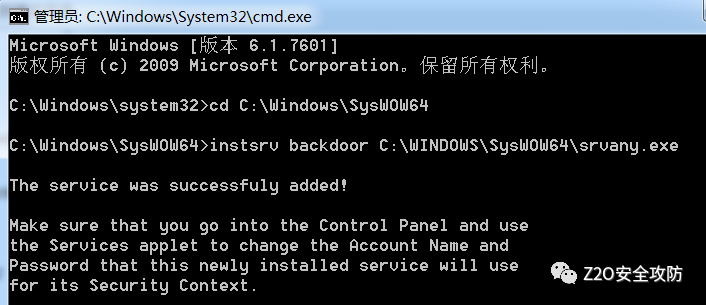 管理员: C:\Windows\System32\cmd.exe
Microsoft Windows [版本 6.1.7601]
版权所有 (c) 2009 Microsoft Corporation。保留所有权利。
C:\Windows\system32>cd C:\Windows\SysWOW64
C:\Windows\SysWOW64>instsrv backdoor C:\WINDOWS\SysWOW64\srvany.exe
The service was successfuly added!
Make sure that you go into the Control Panel and use
the Services applet to change the Account Name and
Password that this newly installed service will use
for its Security Context.
Z2O安全攻防